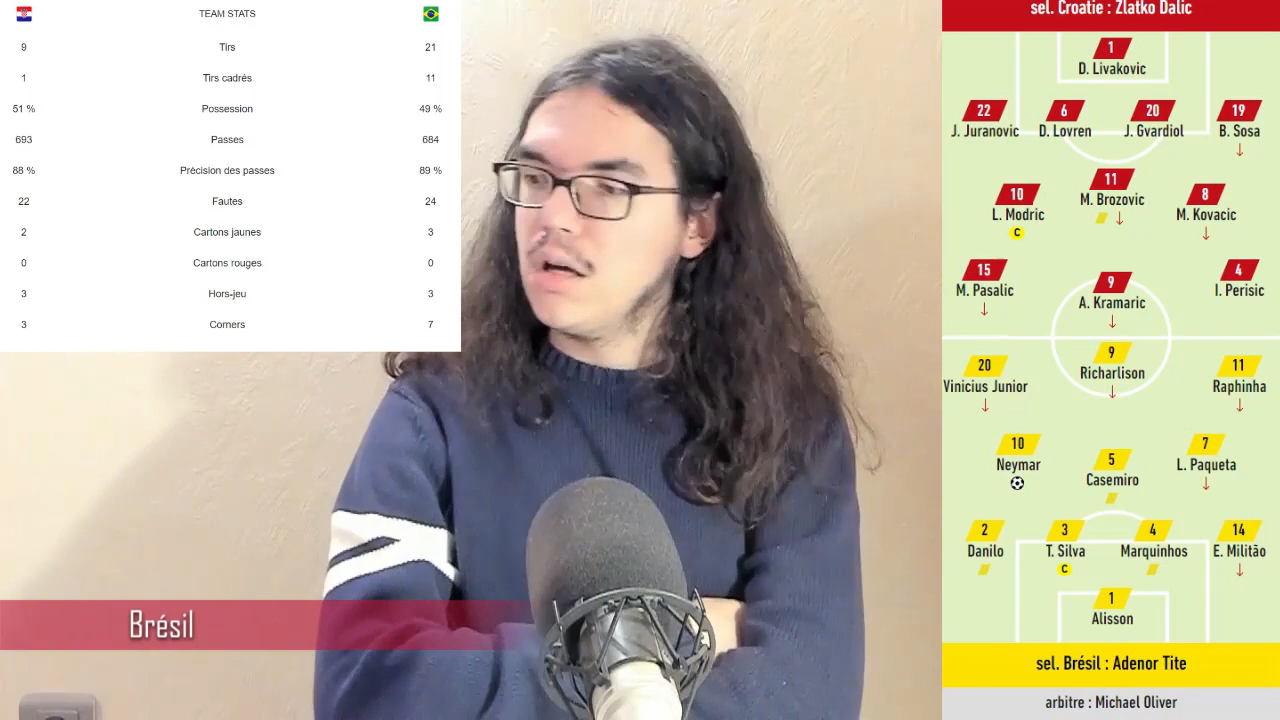 TEAM STATS
9 Tirs 21
1 Tirs cadrés 11
51 % Possession 49 %
693 Passes 684
88 % Précision des passes 89 %
22 Fautes 24
2 Cartons jaunes 3
0 Cartons rouges 0
3 Hors-jeu 3
3 Corners 7
Brésil
sel. Croatie : Zlatko Dalic
1
D. Livakovic
22 6 20 19
J. Juranovic D. Lovren J. Gvardiol B. Sosa
10 11 8
L. Modric M. Brozovic M. Kovacic
C
15 9 4
M. Pasalic A. Kramaric I. Perisic
20 9 11
Vinicius Junior Richarlison Raphinha
10 5 7
Neymar Casemiro L. Paqueta
2 3 4 14
Danilo T. Silva Marquinhos E. Militão
C
1
Alisson
sel. Brésil : Adenor Tite
arbitre : Michael Oliver